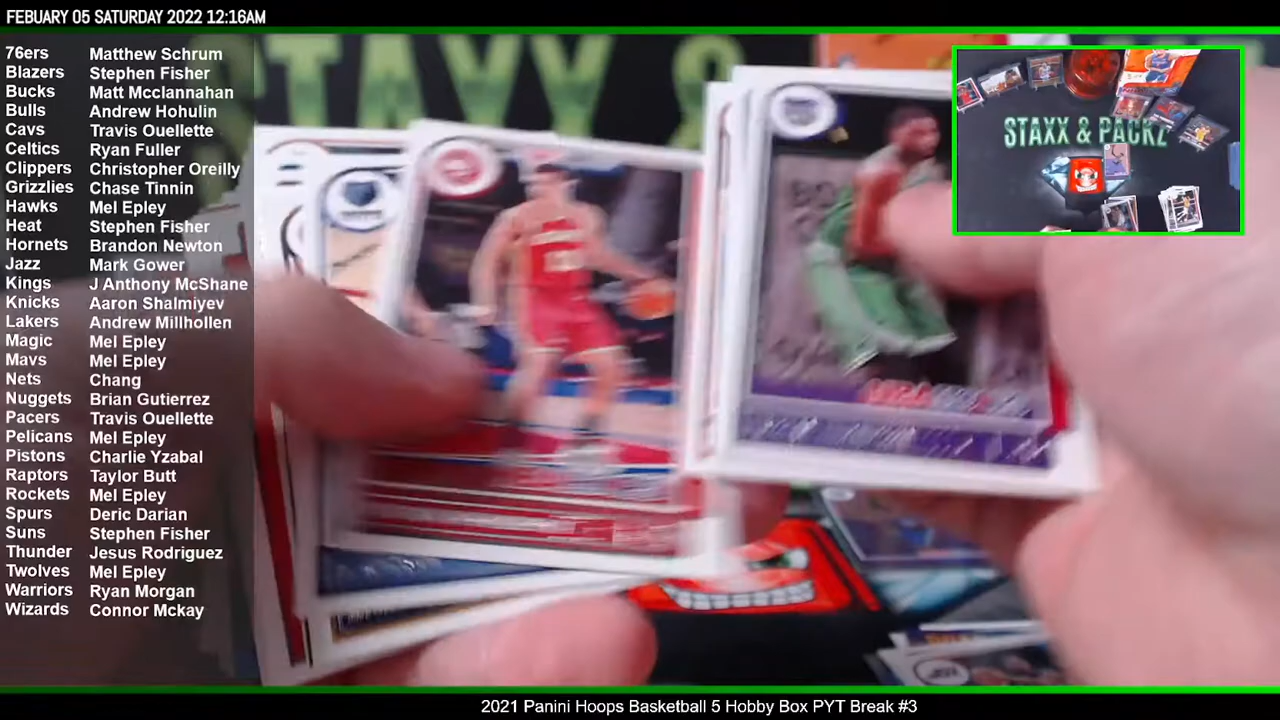 FEBUARY 05 SATURDAY 2022 12:16AM
76ers Matthew Schrum
Blazers Stephen Fisher
Bucks Matt Mcclannahan
Bulls Andrew Hohulin
Cavs Travis Ouellette
Celtics Ryan Fuller
Clippers Christopher Oreilly
Grizzlies Chase Tinnin
Hawks Mel Epley
Heat Stephen Fisher
Hornets Brandon Newton
Jazz Mark Gower
Kings J Anthony McShane
Knicks Aaron Shalmiyev
Lakers Andrew Millhollen
Magic Mel Epley
Mavs Mel Epley
Nets Chang
Nuggets Brian Gutierrez
Pacers Travis Ouellette
Pelicans Mel Epley
Pistons Charlie Yzabal
Raptors Taylor Butt
Rockets Mel Epley
Spurs Deric Darian
Suns Stephen Fisher
Thunder Jesus Rodriguez
Twolves Mel Epley
Warriors Ryan Morgan
Wizards Connor Mckay
STAXX &
STAXX & PACKZ
2021 Panini Hoops Basketball 5 Hobby Box PYT Break #3